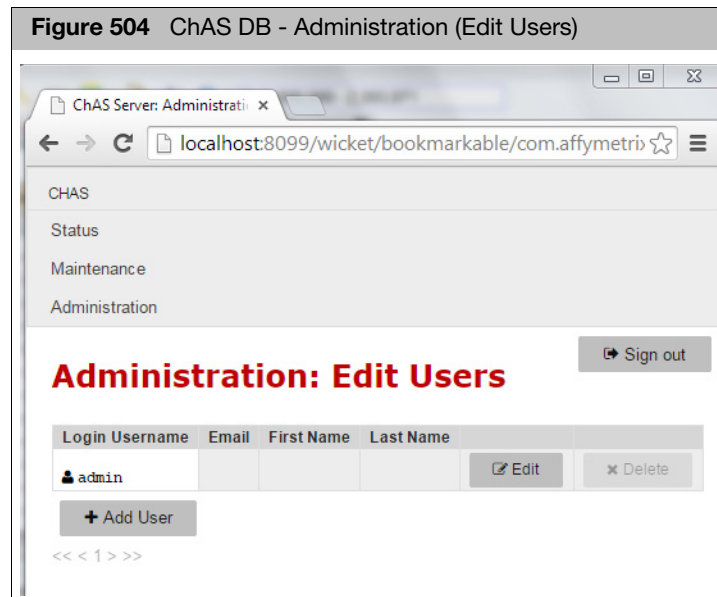 Figure 504 ChAS DB - Administration (Edit Users)
ChAS Server: Administrati
localhost:8099/wicket/bookmarkable/com.affymetrix
CHAS
Status
Maintenance
Administration
Sign out
Administration: Edit Users
Login Username Email First Name Last Name
admin Edit Delete
Add User
<< < 1 > >>